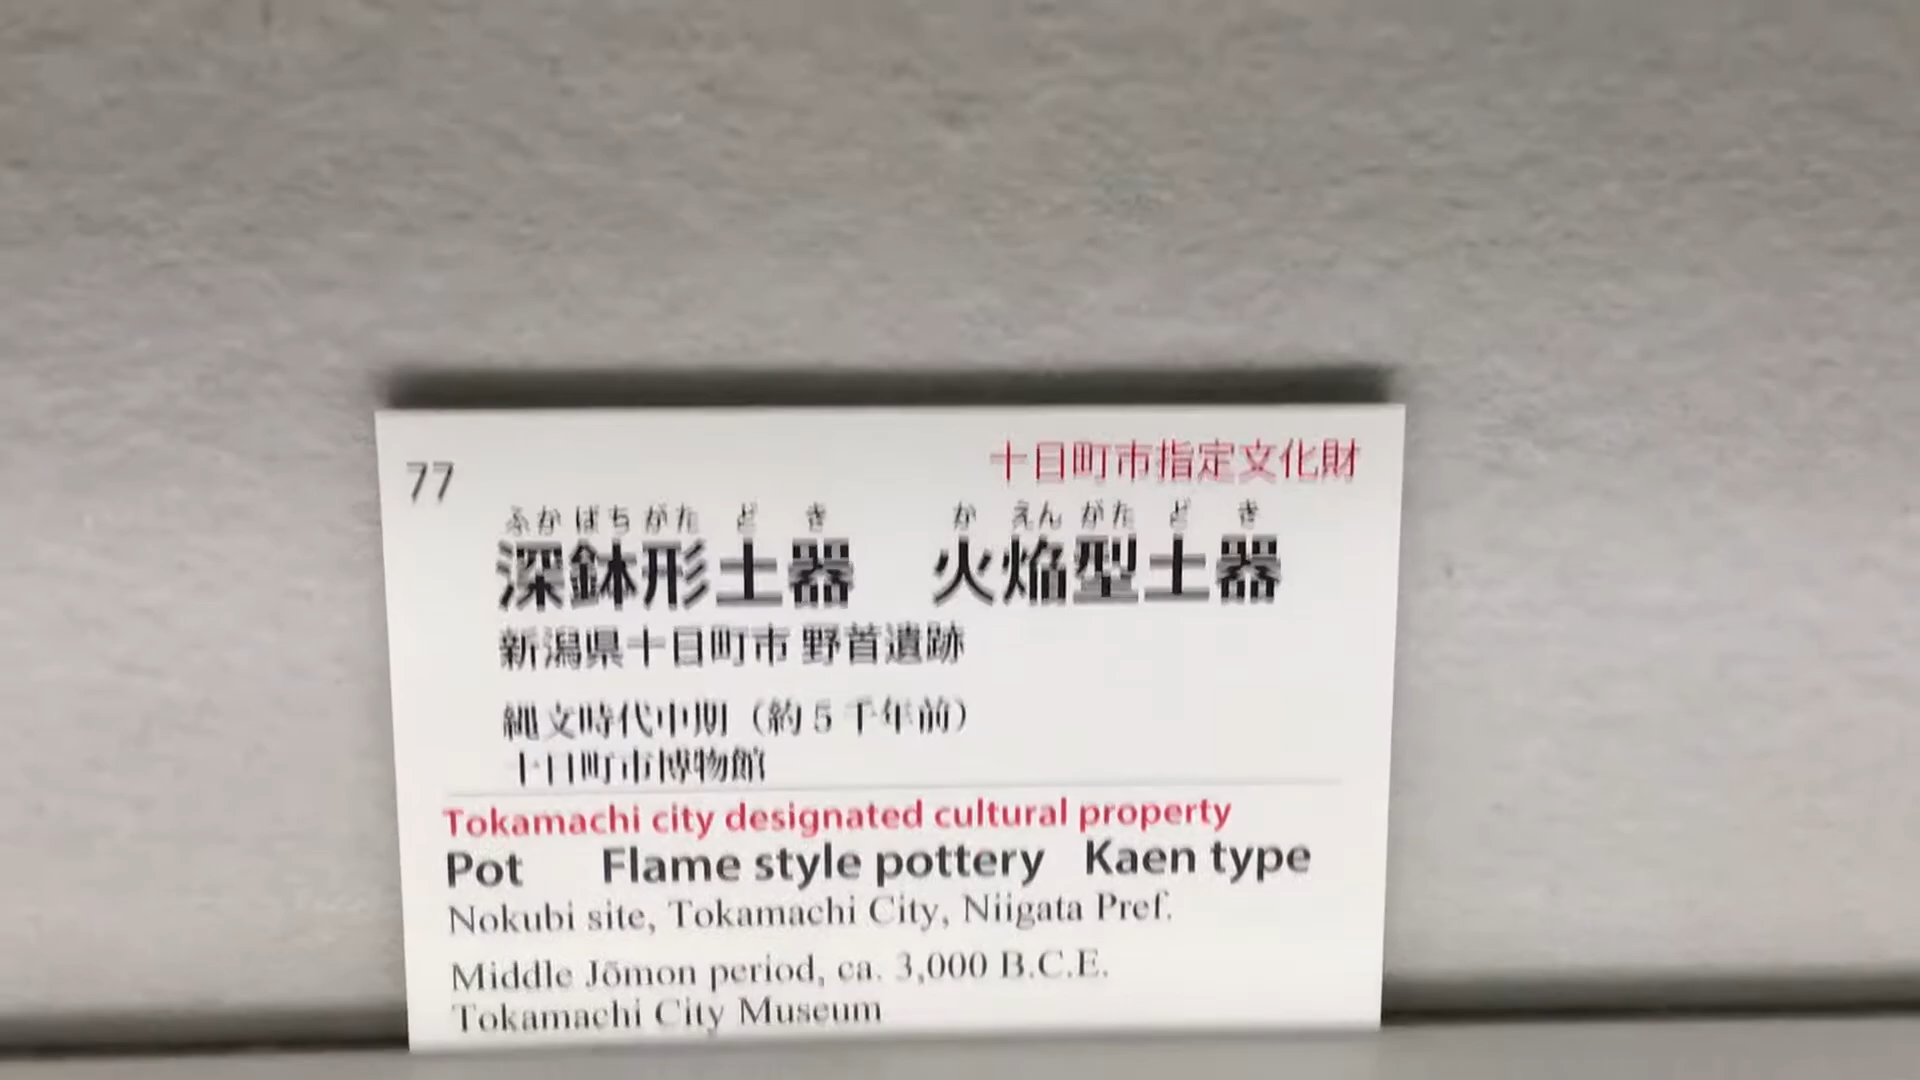 77
十日町市指定文化財
ふかばちがたどき かえんがたどき
深鉢形土器 火焔型土器
新潟県十日町市 野首遺跡
縄文時代中期（約5千年前）
十日町市博物館
Tokamachi city designated cultural property
Pot Flame style pottery Kaen type
Nokubi site, Tokamachi City, Niigata Pref.
Middle Jōmon period, ca. 3,000 B.C.E.
Tokamachi City Museum